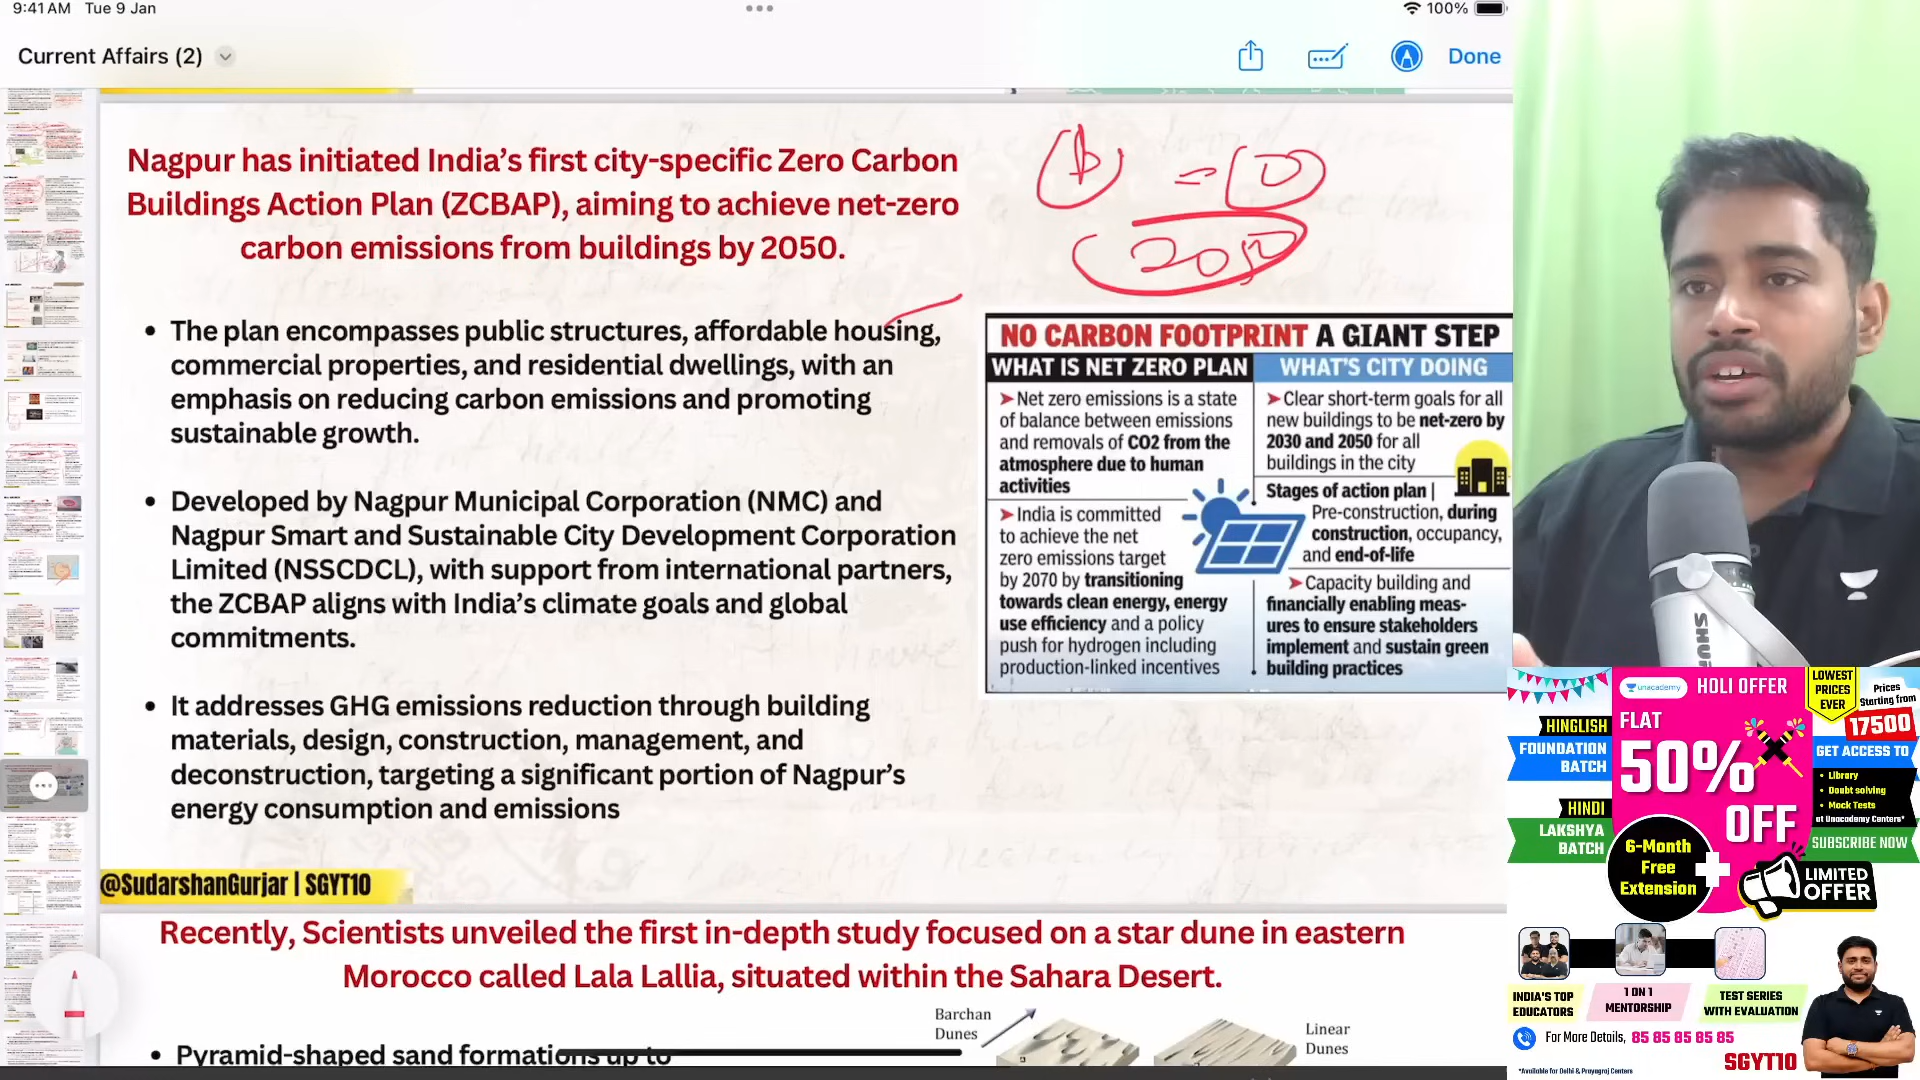 9:41 AM Tue 9 Jan
100%
Current Affairs (2)
Done
Nagpur has initiated India’s first city-specific Zero Carbon
Buildings Action Plan (ZCBAP), aiming to achieve net-zero
carbon emissions from buildings by 2050.
b = 0
2050
• The plan encompasses public structures, affordable housing,
commercial properties, and residential dwellings, with an
emphasis on reducing carbon emissions and promoting
sustainable growth.
• Developed by Nagpur Municipal Corporation (NMC) and
Nagpur Smart and Sustainable City Development Corporation
Limited (NSSCDCL), with support from international partners,
the ZCBAP aligns with India’s climate goals and global
commitments.
• It addresses GHG emissions reduction through building
materials, design, construction, management, and
deconstruction, targeting a significant portion of Nagpur’s
energy consumption and emissions
NO CARBON FOOTPRINT A GIANT STEP
WHAT IS NET ZERO PLAN
➤ Net zero emissions is a state
of balance between emissions
and removals of CO2 from the
atmosphere due to human
activities
➤ India is committed
to achieve the net
zero emissions target
by 2070 by transitioning
towards clean energy, energy
use efficiency and a policy
push for hydrogen including
production-linked incentives
WHAT’S CITY DOING
➤ Clear short-term goals for all
new buildings to be net-zero by
2030 and 2050 for all
buildings in the city
Stages of action plan |
Pre-construction, during
construction, occupancy,
and end-of-life
➤ Capacity building and
financially enabling meas-
ures to ensure stakeholders
implement and sustain green
building practices
@SudarshanGurjar | SGYT10
Recently, Scientists unveiled the first in-depth study focused on a star dune in eastern
Morocco called Lala Lallia, situated within the Sahara Desert.
• Pyramid-shaped sand formations up to
Barchan
Dunes
Linear
Dunes
SHUR
unacademy
HOLI OFFER
LOWEST
PRICES
EVER
Prices
Starting from
17500
HINGLISH
FOUNDATION
BATCH
HINDI
LAKSHYA
BATCH
FLAT
50%
OFF
6-Month
Free
Extension
+
GET ACCESS TO
• Library
• Doubt solving
• Mock Tests
at Unacademy Centers*
SUBSCRIBE NOW
LIMITED
OFFER
INDIA'S TOP
EDUCATORS
1 ON 1
MENTORSHIP
TEST SERIES
WITH EVALUATION
For More Details, 85 85 85 85 85
SGYT10
*Available for Delhi & Prayagraj Centers